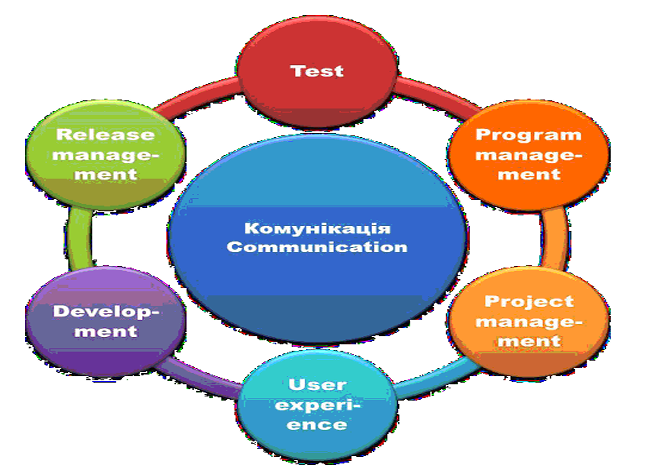 Test
Program
manage-
ment
Project
manage-
ment
User
experi-
ence
Develop-
ment
Release
manage-
ment
Комунікація
Communication